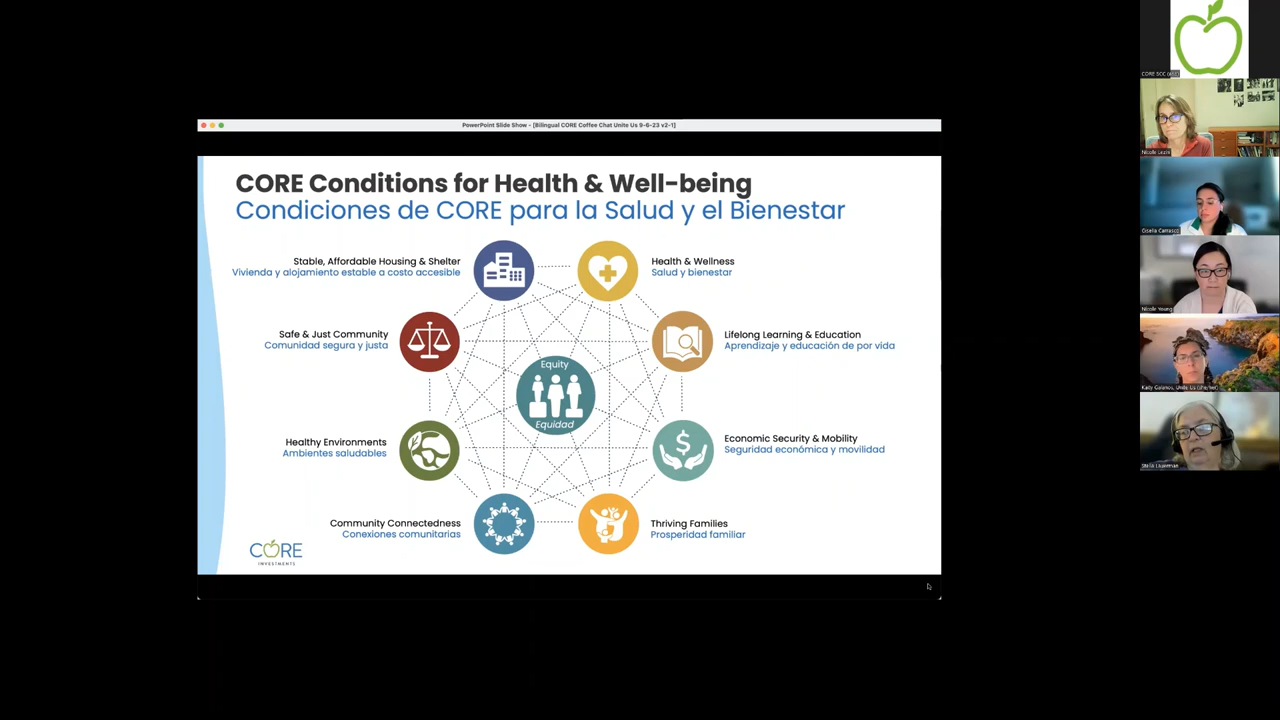 PowerPoint Slide Show - [Bilingual CORE Coffee Chat Unite Us 9-6-23 v2-1]
CORE Conditions for Health & Well-being
Condiciones de CORE para la Salud y el Bienestar
Stable, Affordable Housing & Shelter
Vivienda y alojamiento estable a costo accesible
Health & Wellness
Salud y bienestar
Safe & Just Community
Comunidad segura y justa
Lifelong Learning & Education
Aprendizaje y educación de por vida
Equity
Equidad
Healthy Environments
Ambientes saludables
Economic Security & Mobility
Seguridad económica y movilidad
Community Connectedness
Conexiones comunitarias
Thriving Families
Prosperidad familiar
CORE
INVESTMENTS
CORE SCC
Nicole Young